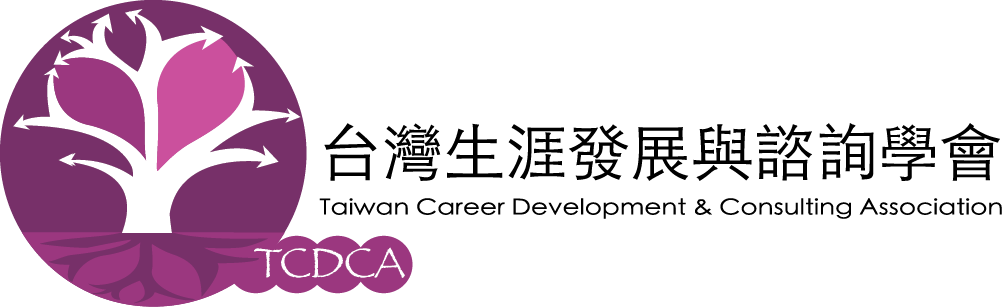 台灣生涯發展與諮詢學會
Taiwan Career Development & Consulting Association
TCDCA